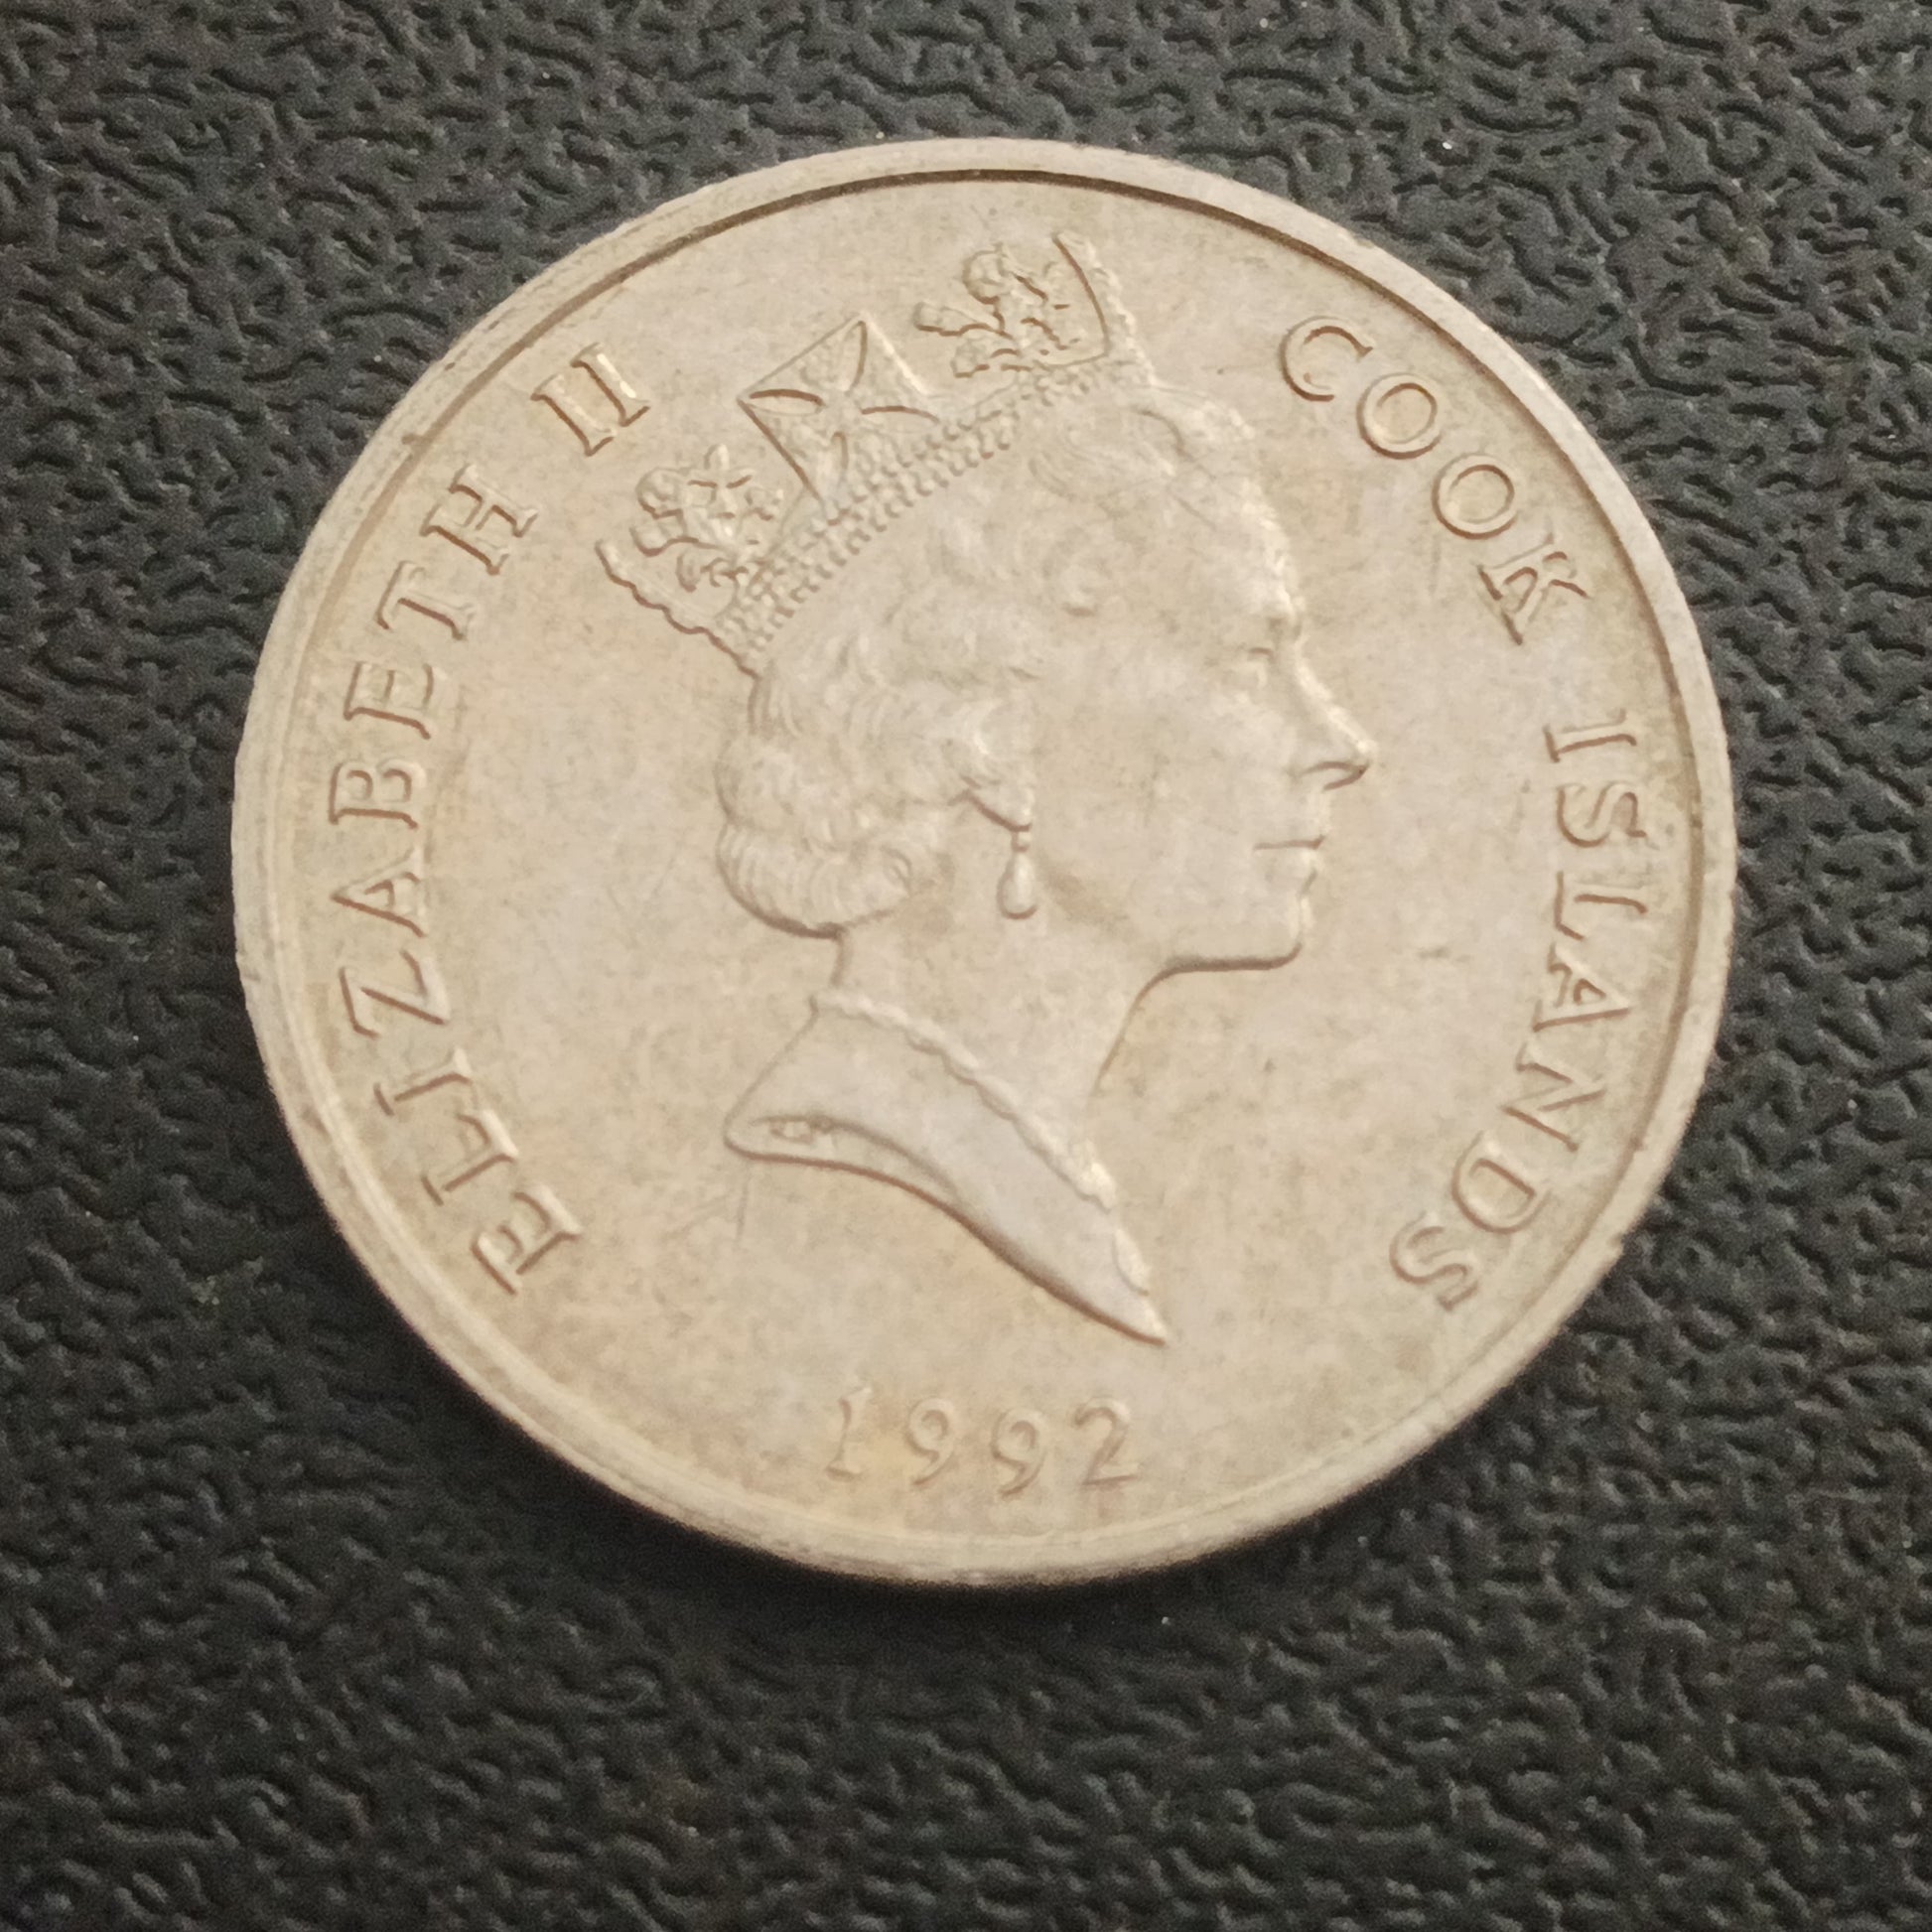 ELIZABETH II
COOK ISLANDS
1992